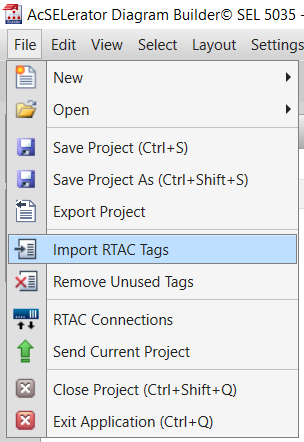 AcSELerator Diagram Builder© SEL 5035 -
File Edit View Select Layout Settings
New
Open
Save Project (Ctrl+S)
Save Project As (Ctrl+Shift+S)
Export Project
Import RTAC Tags
Remove Unused Tags
RTAC Connections
Send Current Project
Close Project (Ctrl+Shift+Q)
Exit Application (Ctrl+Q)